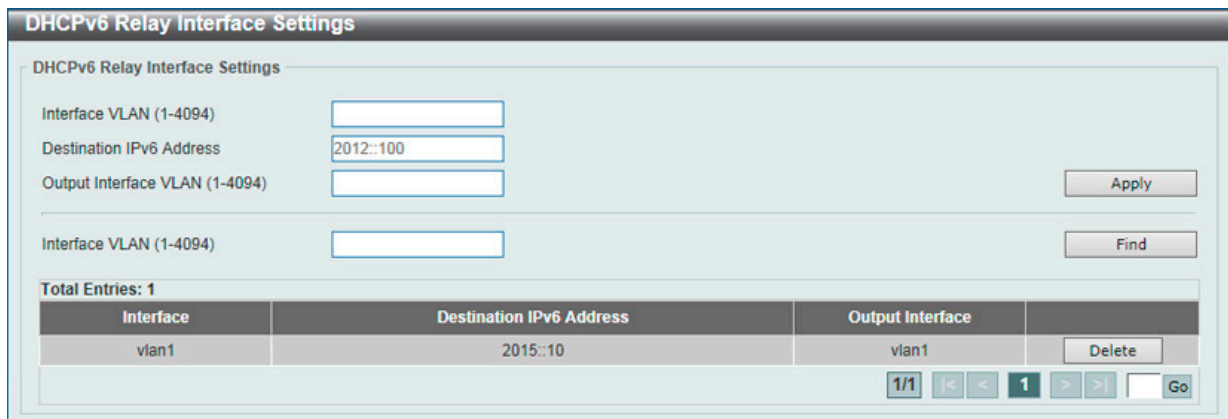 DHCPv6 Relay Interface Settings
DHCPv6 Relay Interface Settings
Interface VLAN (1-4094)
Destination IPv6 Address 2012::100
Output Interface VLAN (1-4094) Apply
Interface VLAN (1-4094) Find
Total Entries: 1
Interface Destination IPv6 Address Output Interface
vlan1 2015::10 vlan1 Delete
1/1 |< < 1 > >| Go